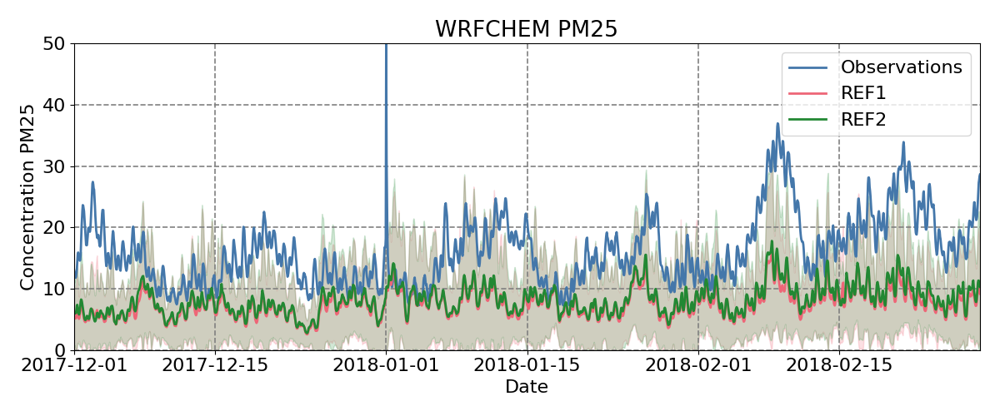 WRFCHEM PM25
Concentration PM25
50
40
30
20
10
0
Observations
REF1
REF2
2017-12-01
2017-12-15
2018-01-01
2018-01-15
2018-02-01
2018-02-15
Date